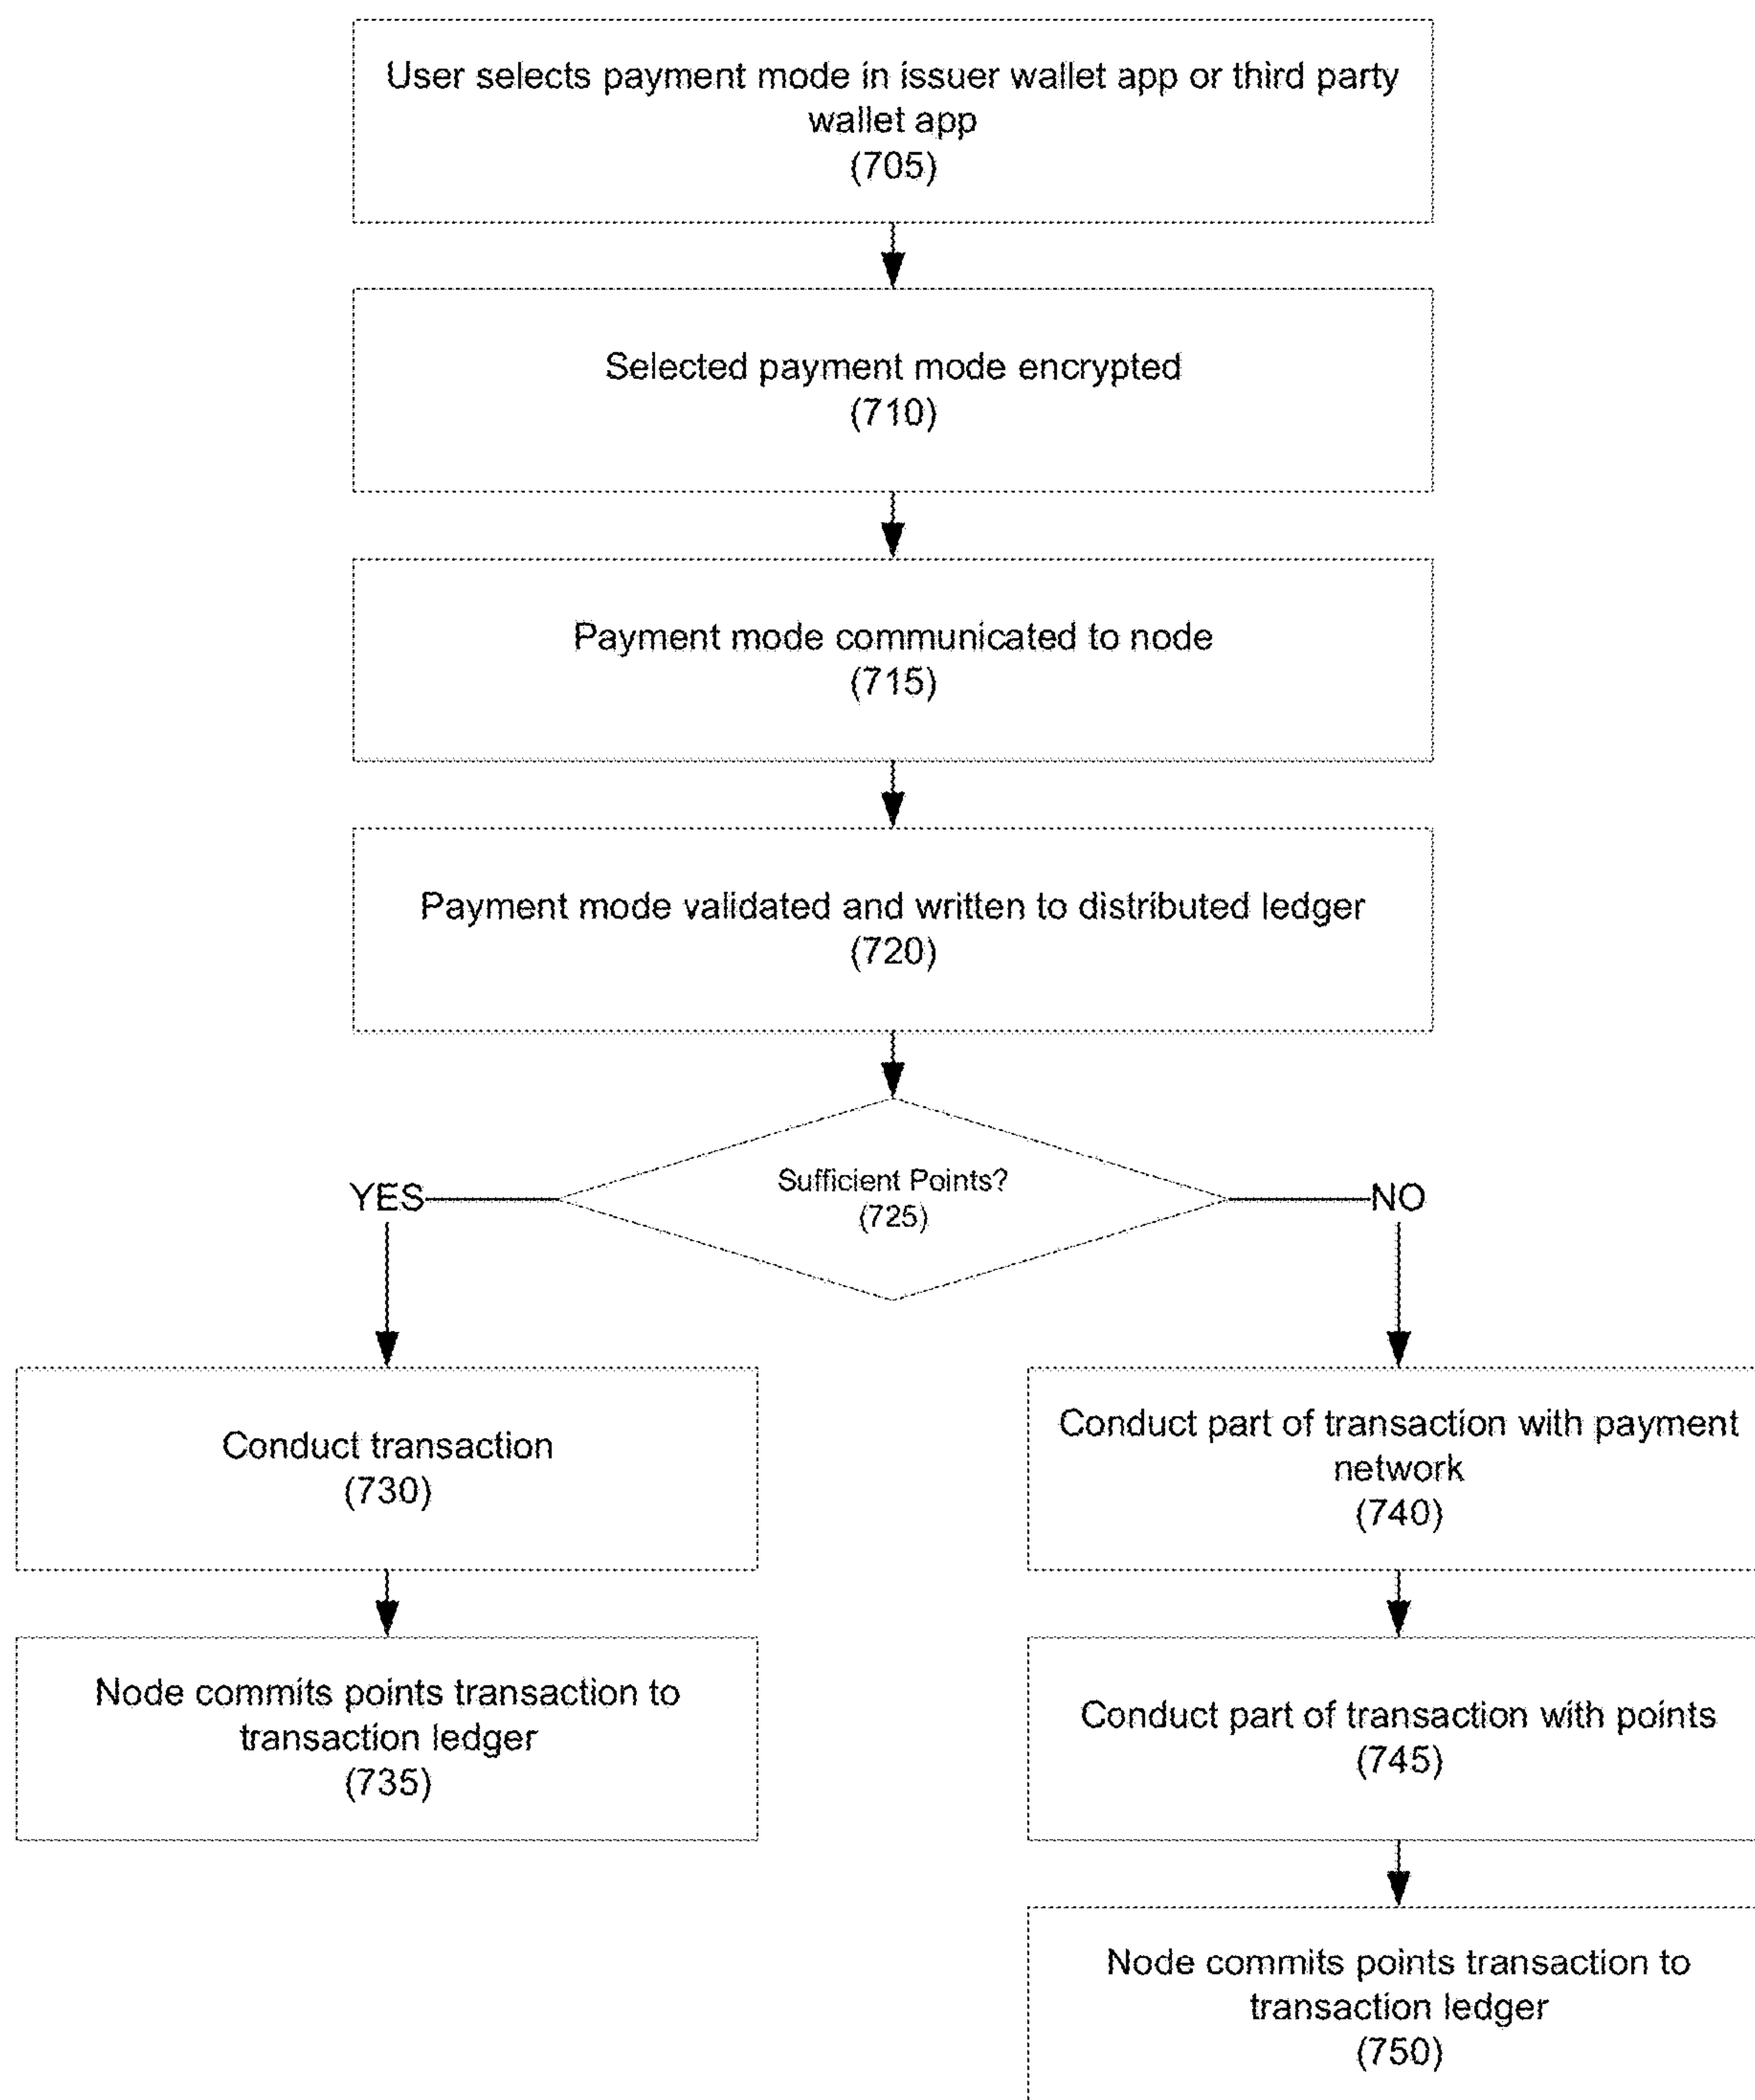 User selects payment mode in issuer wallet app or third party
wallet app
(705)
Selected payment mode encrypted
(710)
Payment mode communicated to node
(715)
Payment mode validated and written to distributed ledger
(720)
Sufficient Points?
(725)
YES
NO
Conduct transaction
(730)
Node commits points transaction to
transaction ledger
(735)
Conduct part of transaction with payment
network
(740)
Conduct part of transaction with points
(745)
Node commits points transaction to
transaction ledger
(750)